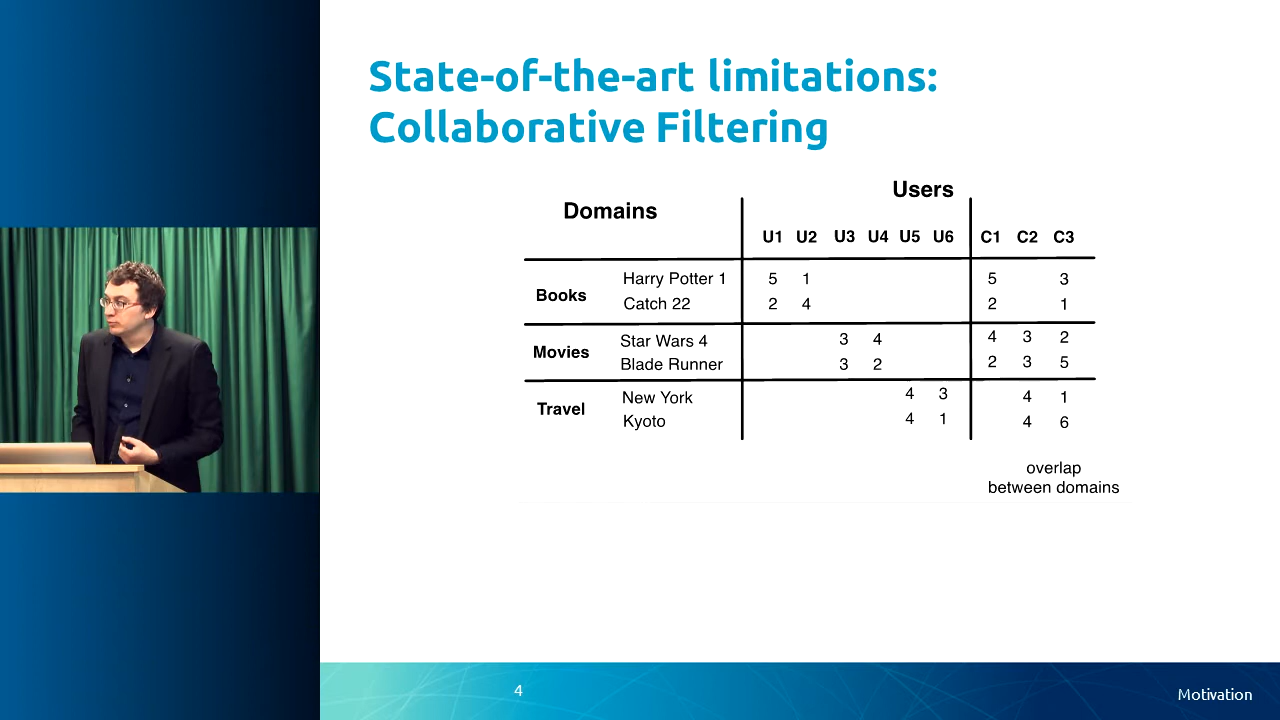 State-of-the-art limitations:
Collaborative Filtering
Users
Domains
U1 U2 U3 U4 U5 U6 C1 C2 C3
Books
Harry Potter 1 5 1 5 3
Catch 22 2 4 2 1
Movies
Star Wars 4 3 4 4 3 2
Blade Runner 3 2 2 3 5
Travel
New York 4 3 4 1
Kyoto 4 1 4 6
overlap
between domains
4
Motivation